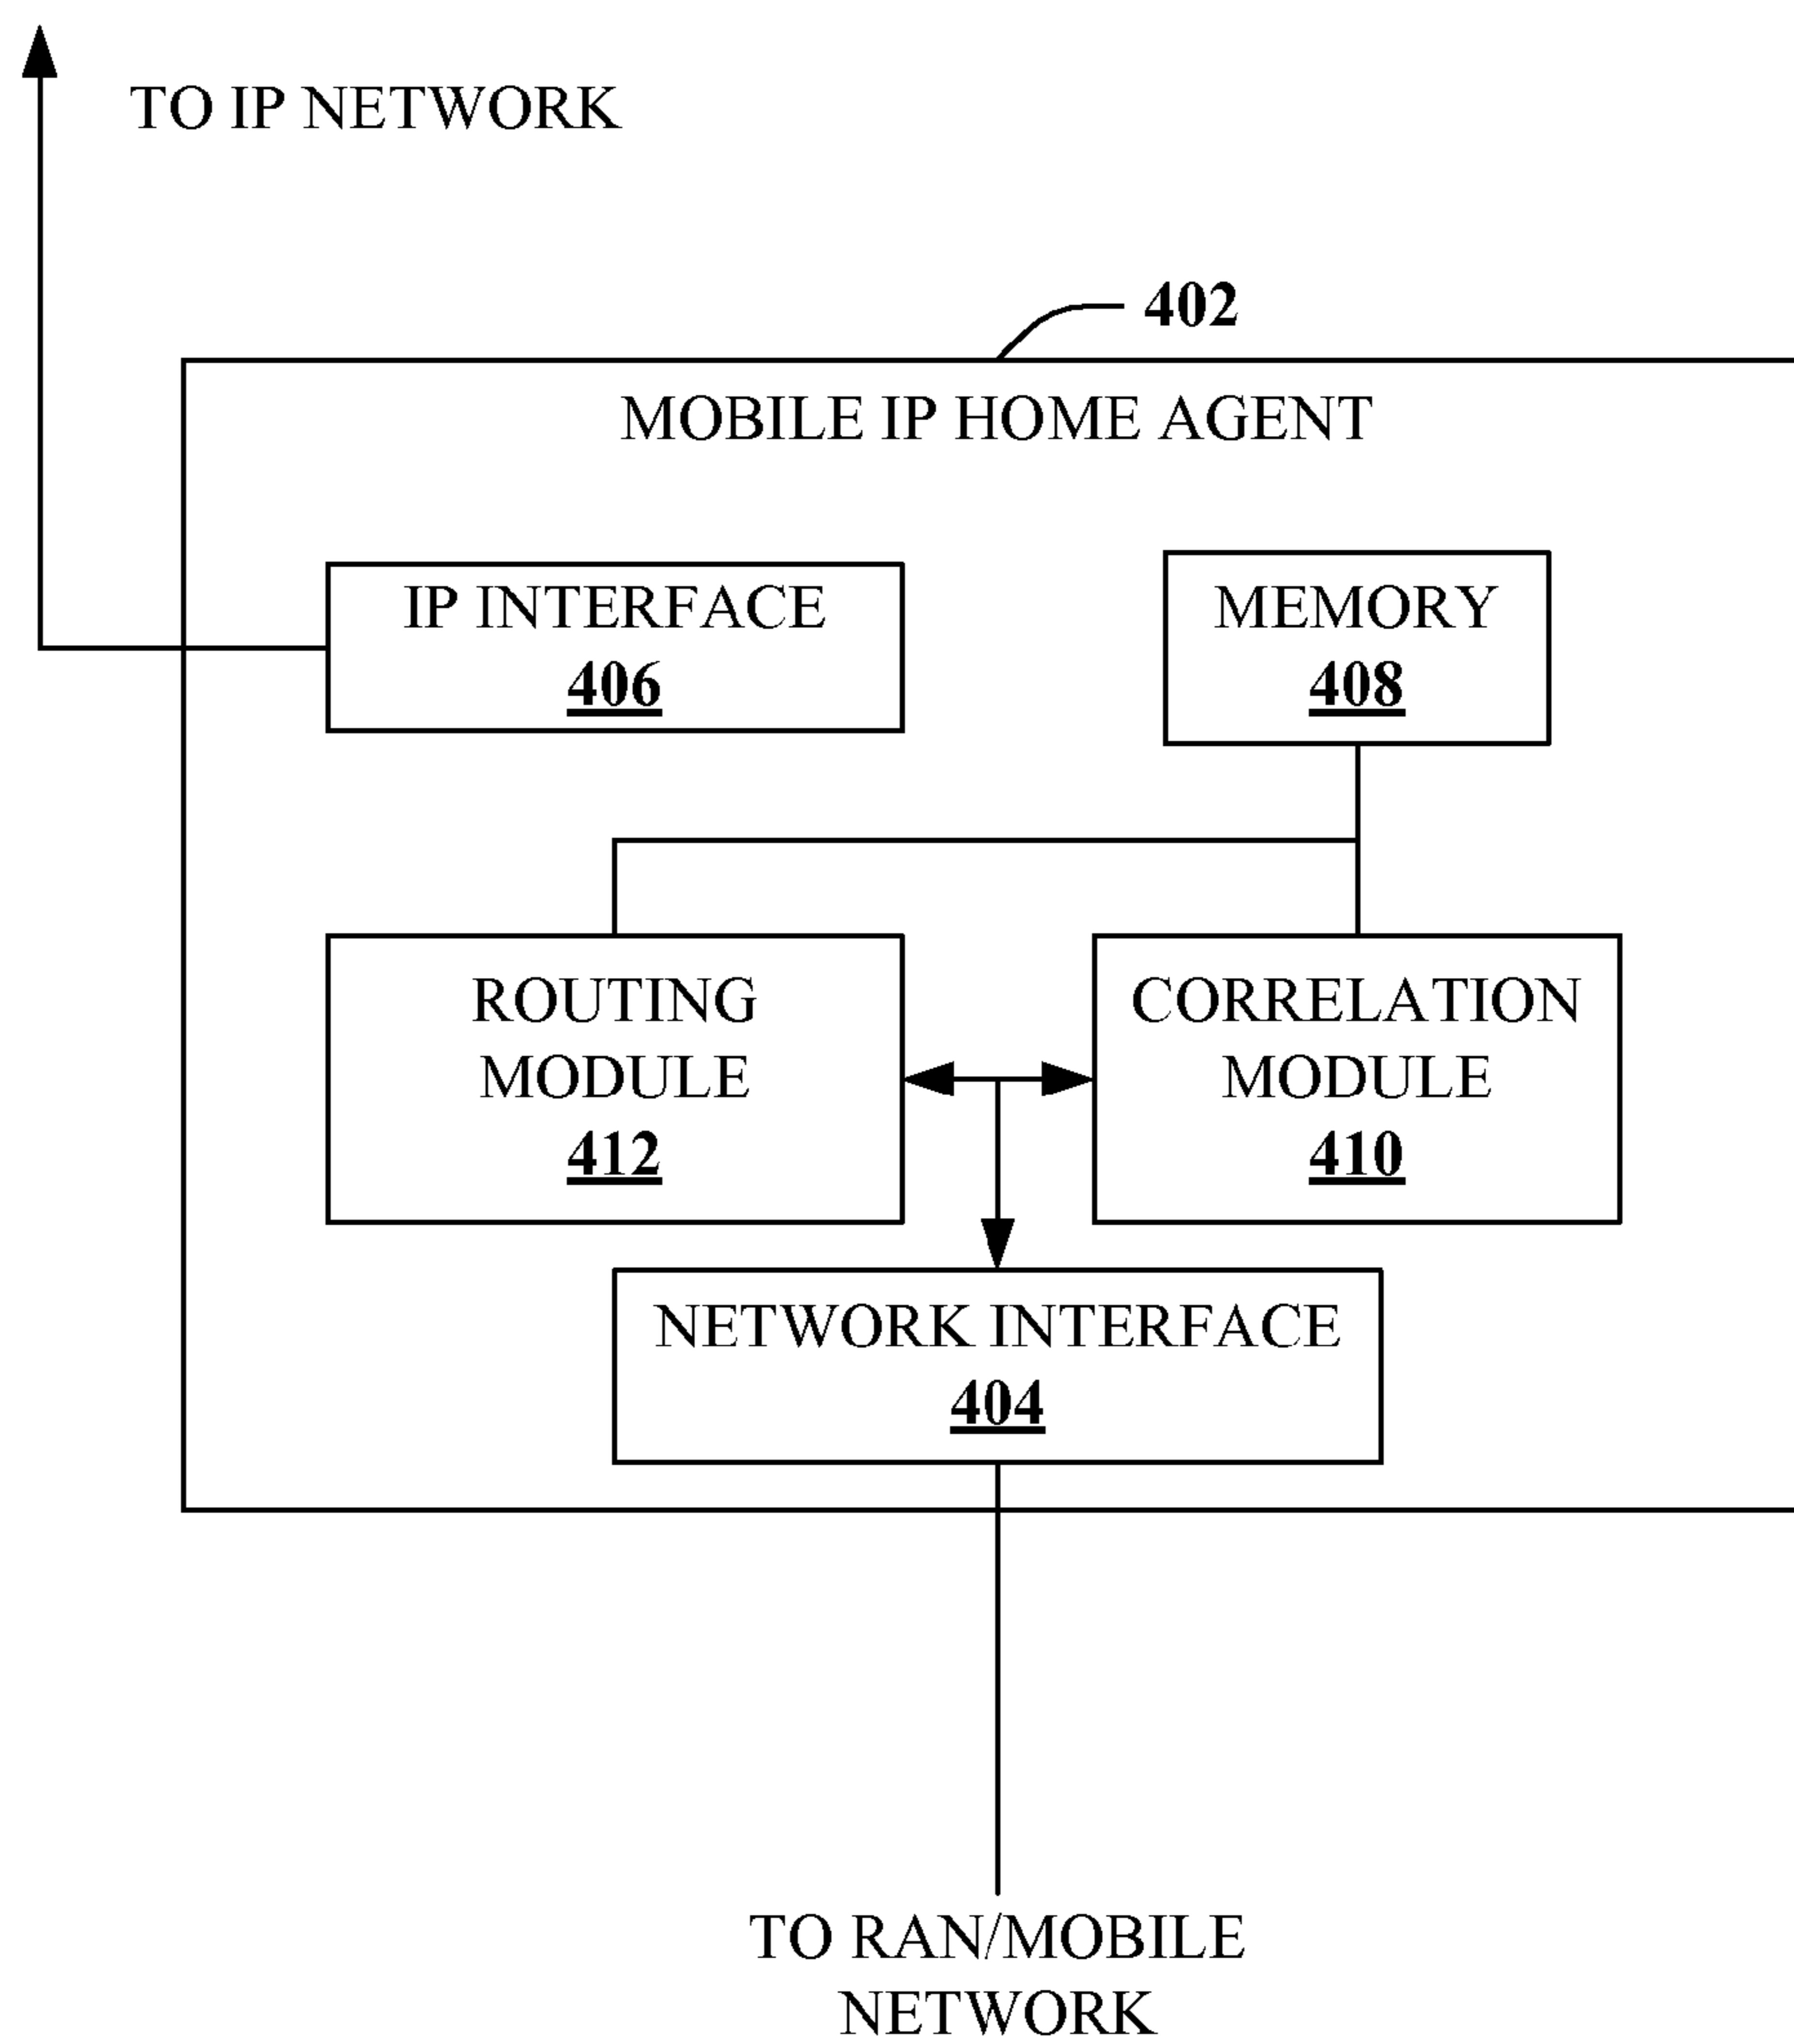 TO IP NETWORK
402
MOBILE IP HOME AGENT
IP INTERFACE
406
MEMORY
408
ROUTING
MODULE
412
CORRELATION
MODULE
410
NETWORK INTERFACE
404
TO RAN/MOBILE
NETWORK